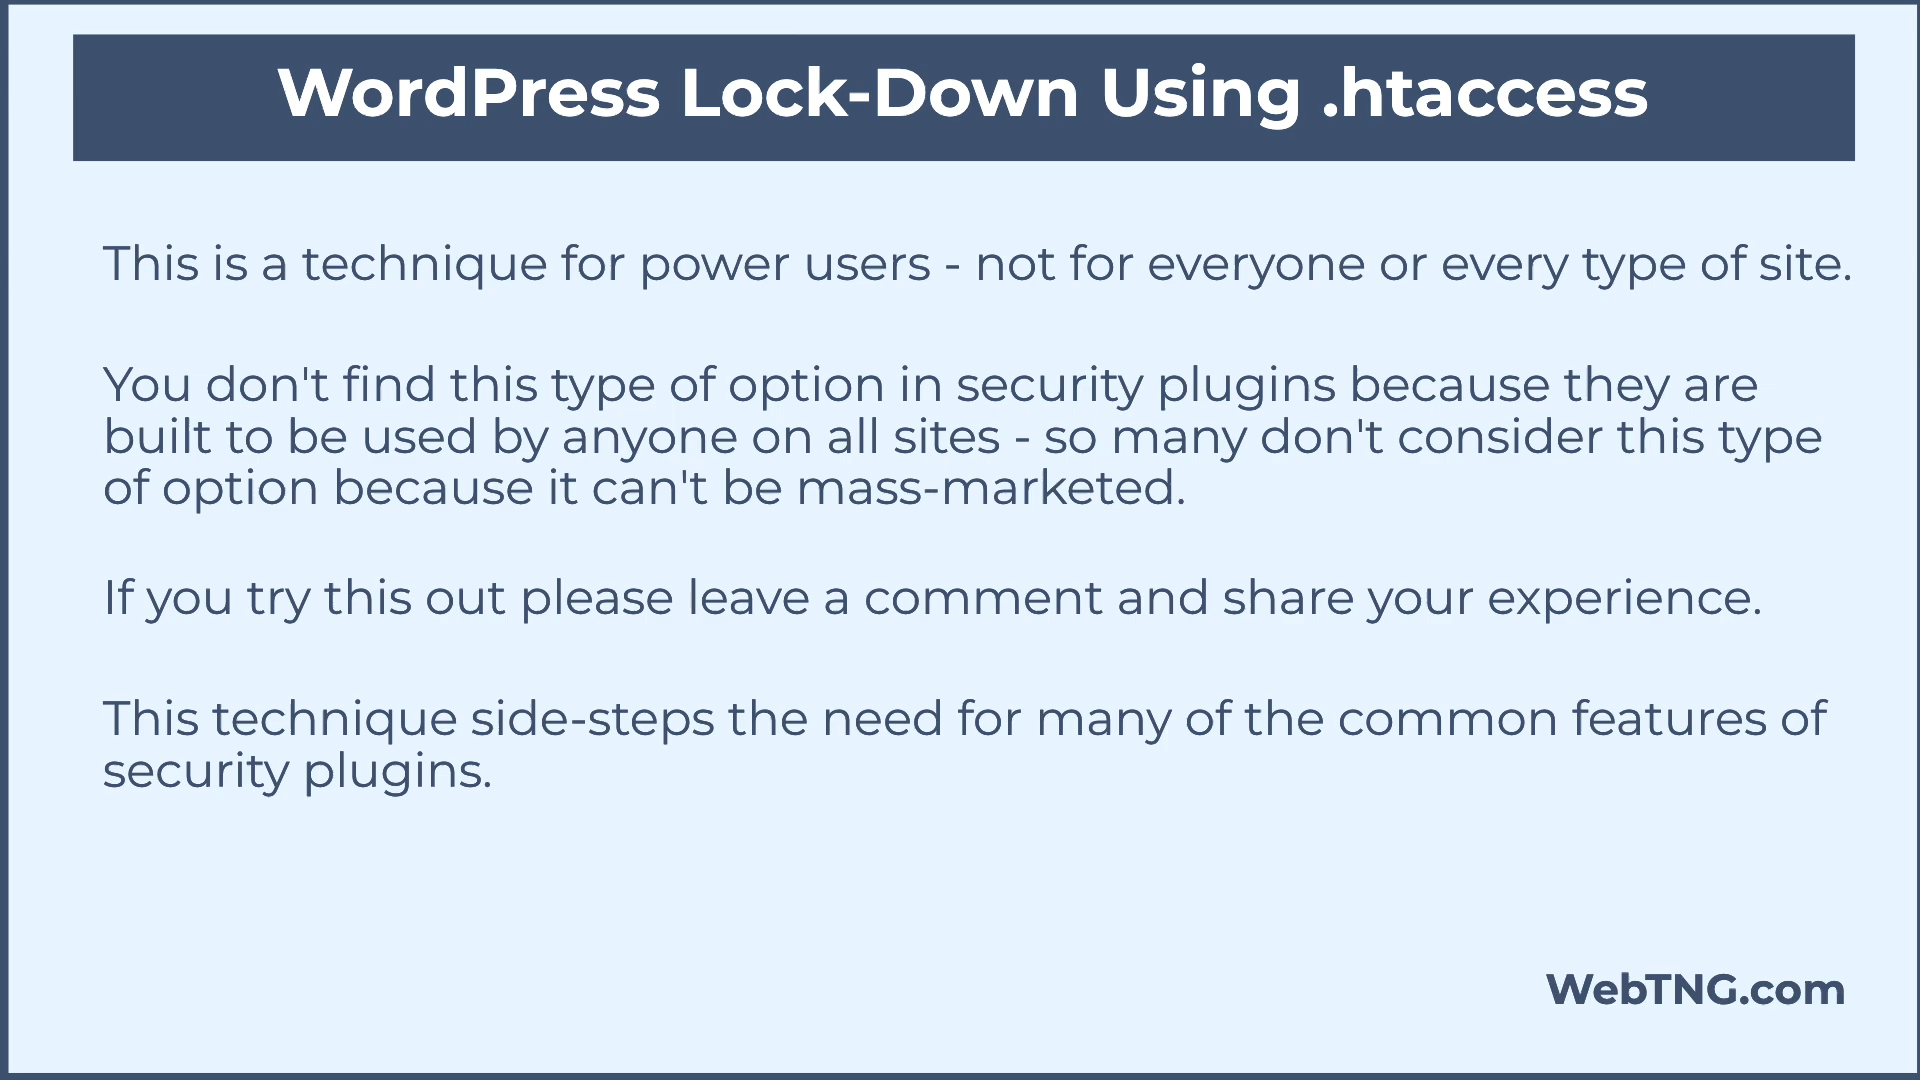 WordPress Lock-Down Using .htaccess
This is a technique for power users - not for everyone or every type of site.
You don't find this type of option in security plugins because they are
built to be used by anyone on all sites - so many don't consider this type
of option because it can't be mass-marketed.
If you try this out please leave a comment and share your experience.
This technique side-steps the need for many of the common features of
security plugins.
WebTNG.com